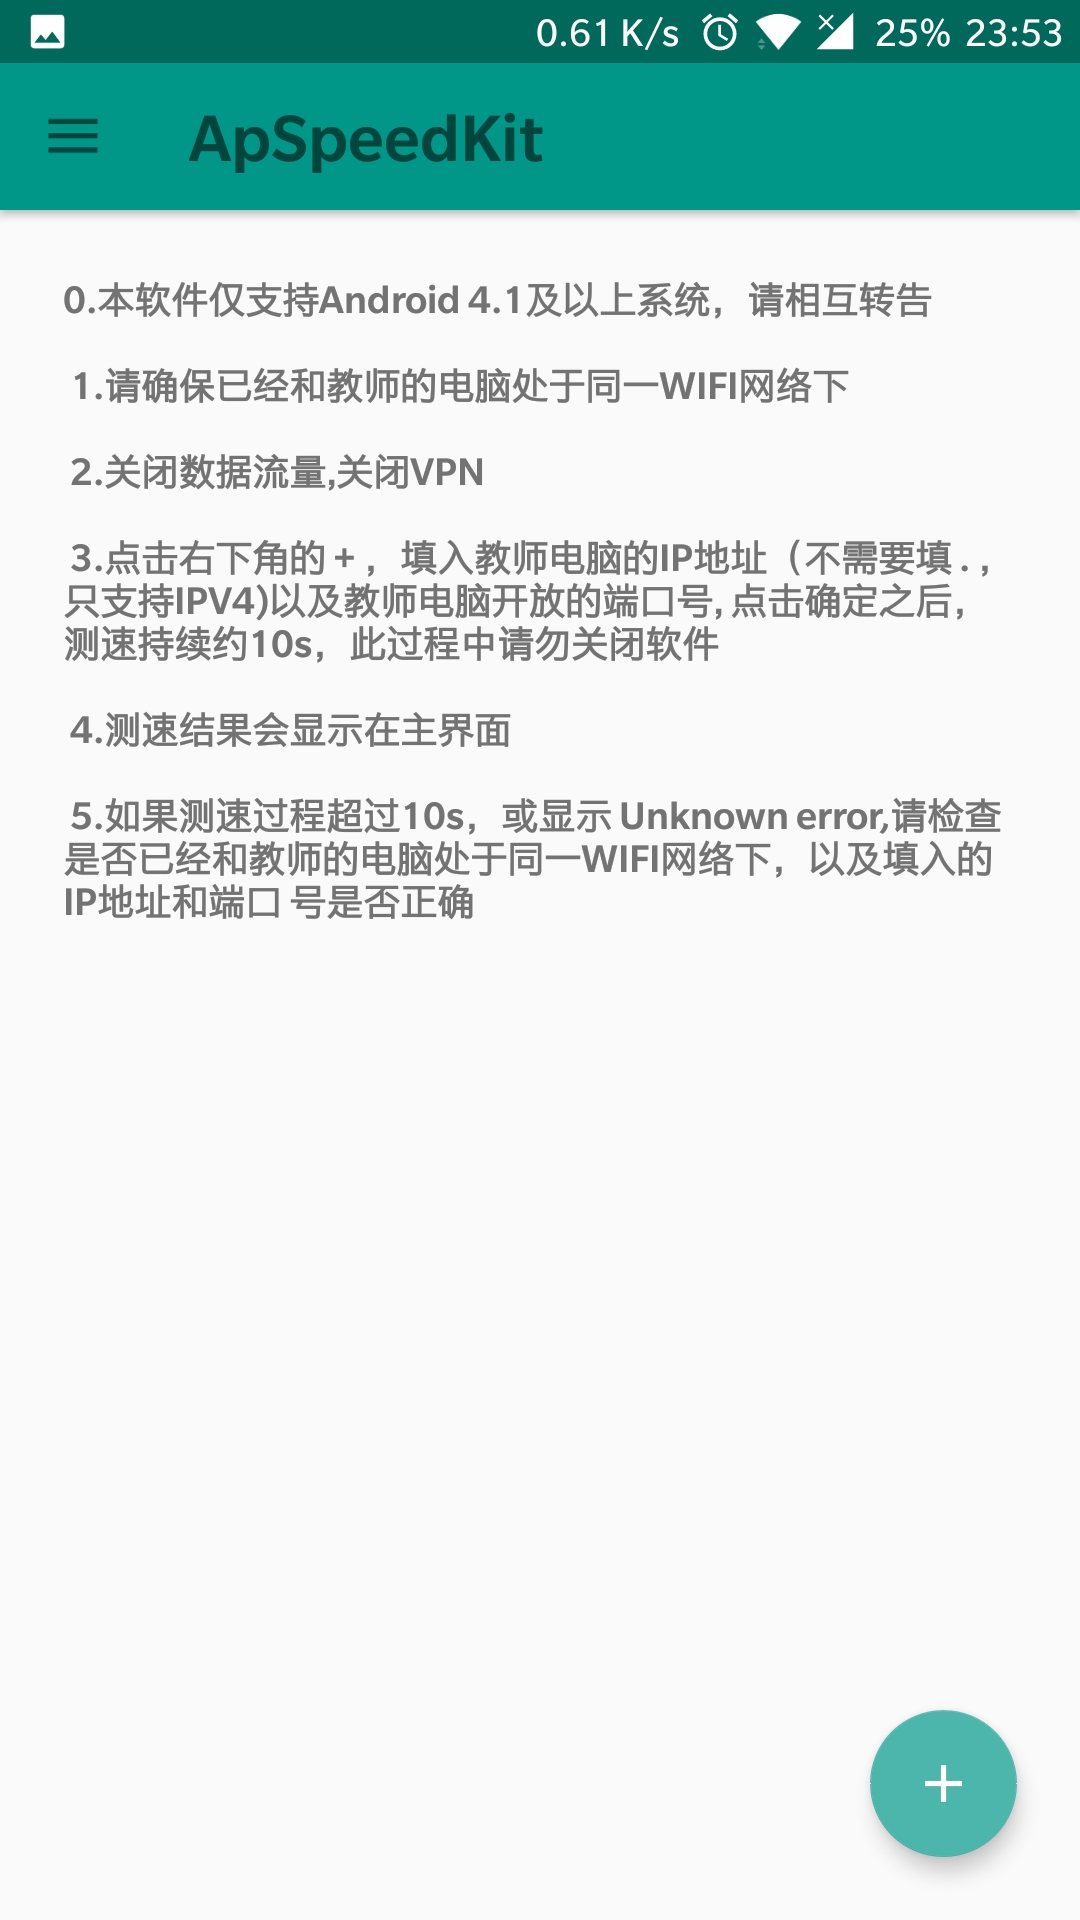 0.61 K/s 25% 23:53
ApSpeedKit
0.本软件仅支持Android 4.1及以上系统，请相互转告
1.请确保已经和教师的电脑处于同一WIFI网络下
2.关闭数据流量,关闭VPN
3.点击右下角的 + ，填入教师电脑的IP地址（不需要填 . ，
只支持IPV4)以及教师电脑开放的端口号, 点击确定之后，
测速持续约10s，此过程中请勿关闭软件
4.测速结果会显示在主界面
5.如果测速过程超过10s，或显示 Unknown error,请检查
是否已经和教师的电脑处于同一WIFI网络下，以及填入的
IP地址和端口 号是否正确